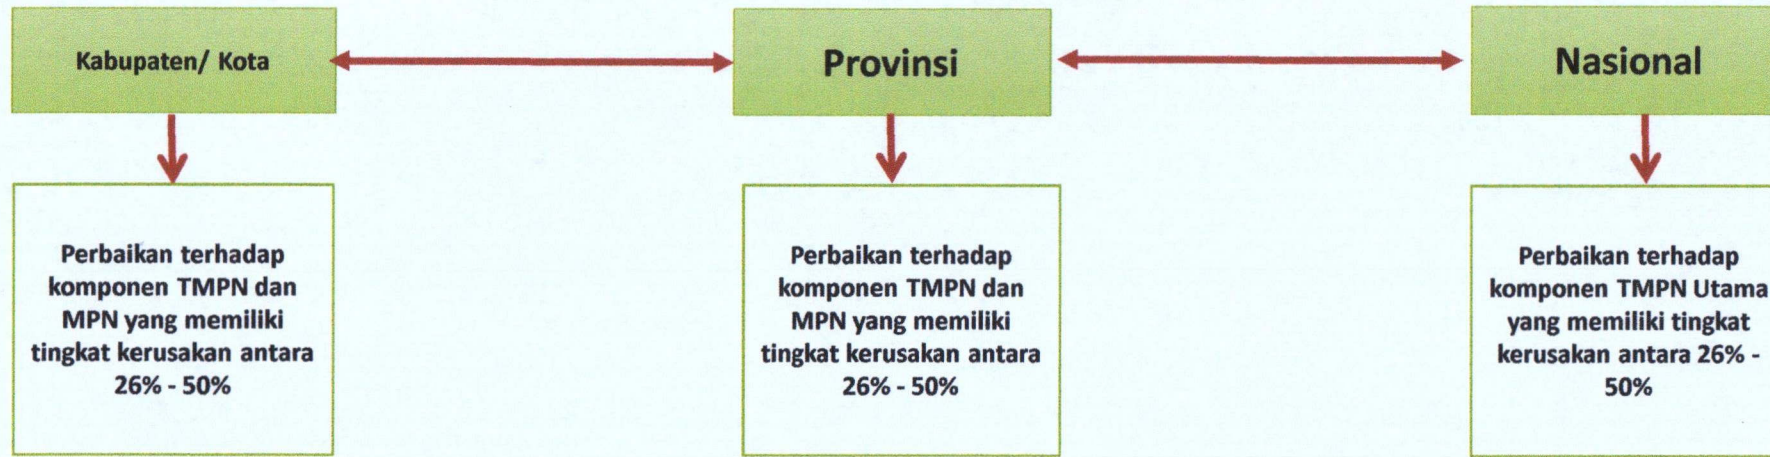 Kabupaten/ Kota
Provinsi
Nasional
Perbaikan terhadap
komponen TMPN dan
MPN yang memiliki
tingkat kerusakan antara
26% - 50%
Perbaikan terhadap
komponen TMPN dan
MPN yang memiliki
tingkat kerusakan antara
26% - 50%
Perbaikan terhadap
komponen TMPN Utama
yang memiliki tingkat
kerusakan antara 26% -
50%